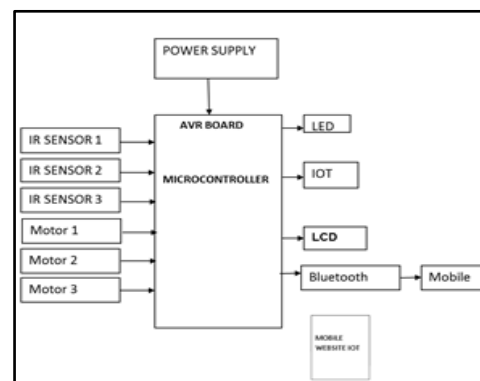 POWER SUPPLY
AVR BOARD
MICROCONTROLLER
IR SENSOR 1
IR SENSOR 2
IR SENSOR 3
Motor 1
Motor 2
Motor 3
LED
IOT
LCD
Bluetooth
Mobile
MOBILE
WEBSITE IOT